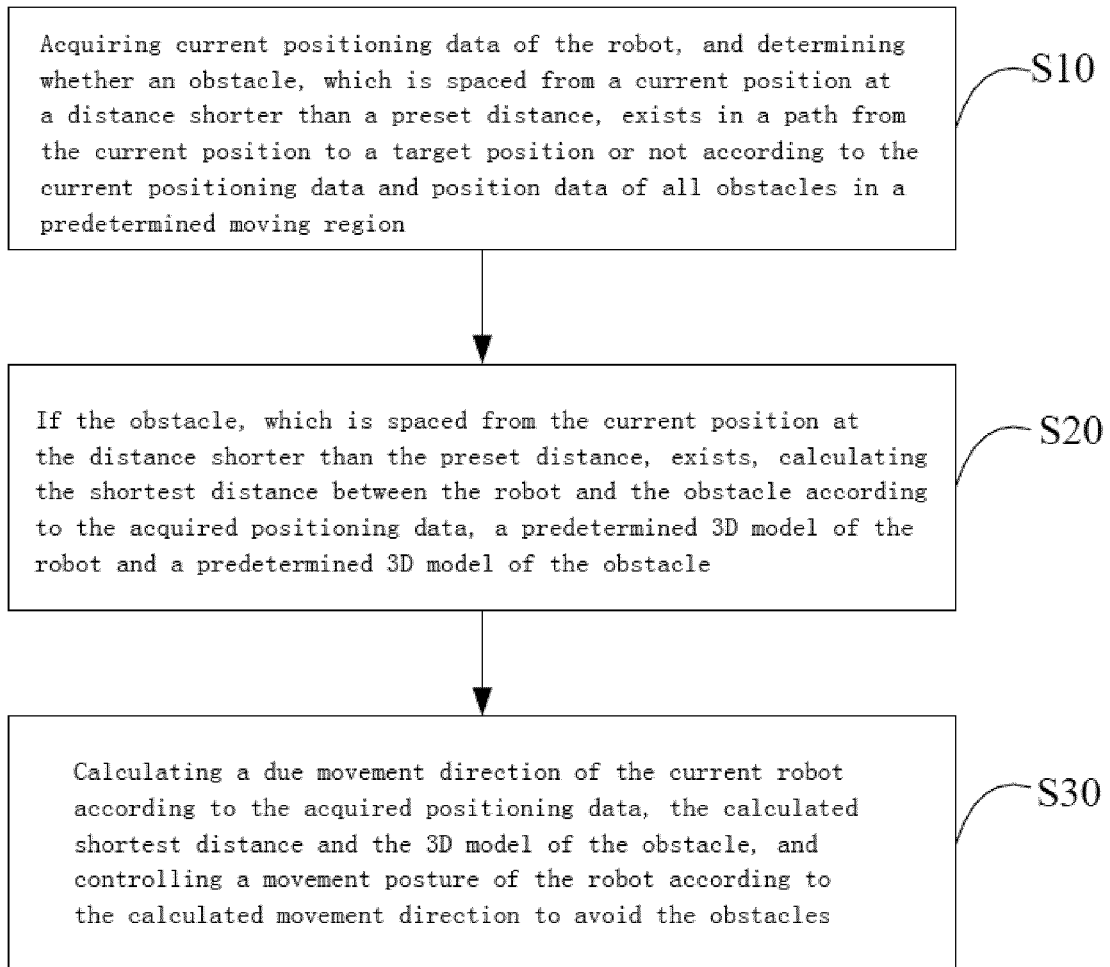 Acquiring current positioning data of the robot, and determining
whether an obstacle, which is spaced from a current position at
a distance shorter than a preset distance, exists in a path from
the current position to a target position or not according to the
current positioning data and position data of all obstacles in a
predetermined moving region
S10
If the obstacle, which is spaced from the current position at
the distance shorter than the preset distance, exists, calculating
the shortest distance between the robot and the obstacle according
to the acquired positioning data, a predetermined 3D model of the
robot and a predetermined 3D model of the obstacle
S20
Calculating a due movement direction of the current robot
according to the acquired positioning data, the calculated
shortest distance and the 3D model of the obstacle, and
controlling a movement posture of the robot according to
the calculated movement direction to avoid the obstacles
S30